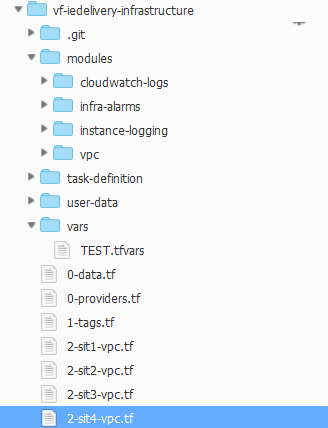 vf-iedelivery-infrastructure
.git
modules
cloudwatch-logs
infra-alarms
instance-logging
vpc
task-definition
user-data
vars
TEST.tfvars
0-data.tf
0-providers.tf
1-tags.tf
2-sit1-vpc.tf
2-sit2-vpc.tf
2-sit3-vpc.tf
2-sit4-vpc.tf